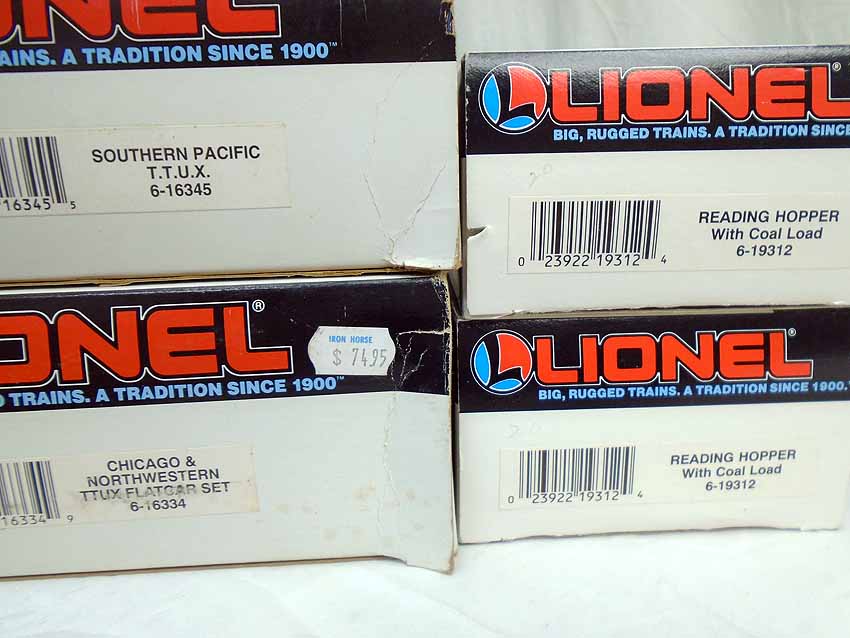 LIONEL
AINS. A TRADITION SINCE 1900™
SOUTHERN PACIFIC
T.T.U.X.
6-16345
16345 5
LIONEL®
BIG, RUGGED TRAINS. A TRADITION SINCE
READING HOPPER
With Coal Load
6-19312
0 23922 19312 4
IONEL®
TRAINS. A TRADITION SINCE 1900™
IRON HORSE
$ 74.95
CHICAGO &
NORTHWESTERN
TTUX FLATCAR SET
6-16334
16334 9
LIONEL®
BIG, RUGGED TRAINS. A TRADITION SINCE 1900.™
READING HOPPER
With Coal Load
6-19312
0 23922 19312 4